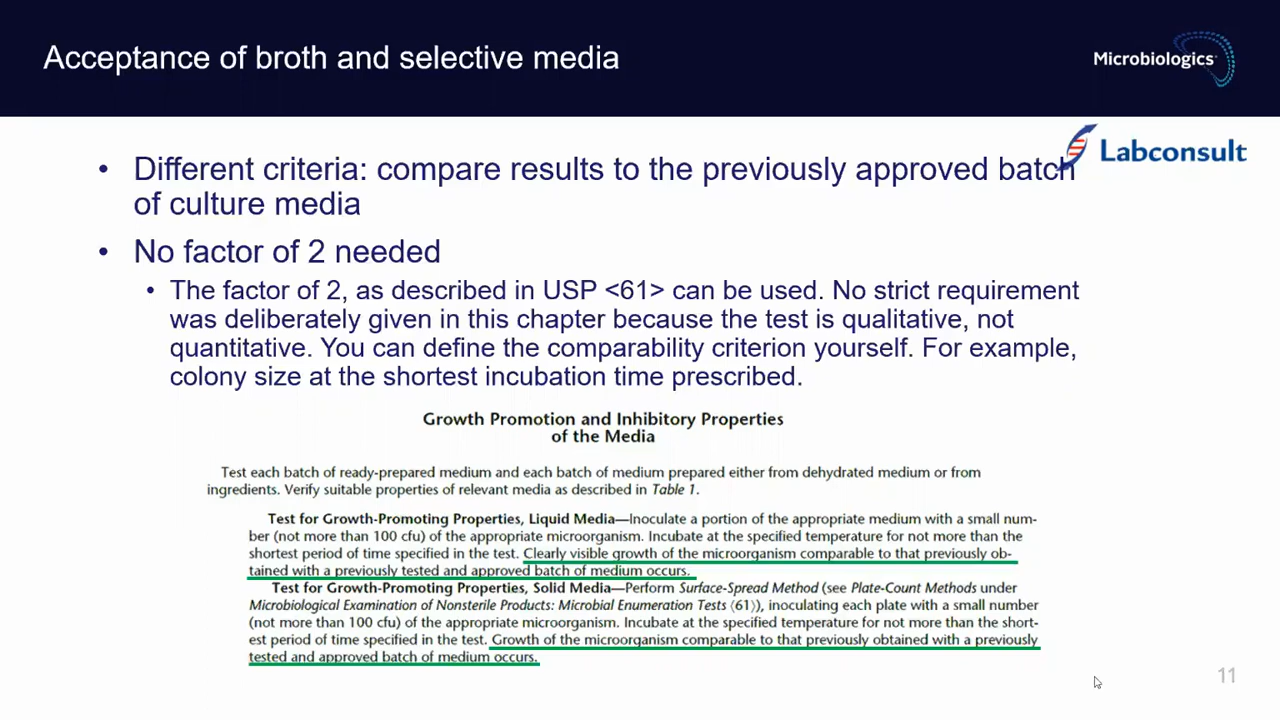 Acceptance of broth and selective media
Microbiologics
Labconsult
• Different criteria: compare results to the previously approved batch
of culture media
• No factor of 2 needed
• The factor of 2, as described in USP <61> can be used. No strict requirement
was deliberately given in this chapter because the test is qualitative, not
quantitative. You can define the comparability criterion yourself. For example,
colony size at the shortest incubation time prescribed.
Growth Promotion and Inhibitory Properties
of the Media
Test each batch of ready-prepared medium and each batch of medium prepared either from dehydrated medium or from
ingredients. Verify suitable properties of relevant media as described in Table 1.
Test for Growth-Promoting Properties, Liquid Media—Inoculate a portion of the appropriate medium with a small num-
ber (not more than 100 cfu) of the appropriate microorganism. Incubate at the specified temperature for not more than the
shortest period of time specified in the test. Clearly visible growth of the microorganism comparable to that previously ob-
tained with a previously tested and approved batch of medium occurs.
Test for Growth-Promoting Properties, Solid Media—Perform Surface-Spread Method (see Plate-Count Methods under
Microbiological Examination of Nonsterile Products: Microbial Enumeration Tests ⟨61⟩), inoculating each plate with a small number
(not more than 100 cfu) of the appropriate microorganism. Incubate at the specified temperature for not more than the short-
est period of time specified in the test. Growth of the microorganism comparable to that previously obtained with a previously
tested and approved batch of medium occurs.
11